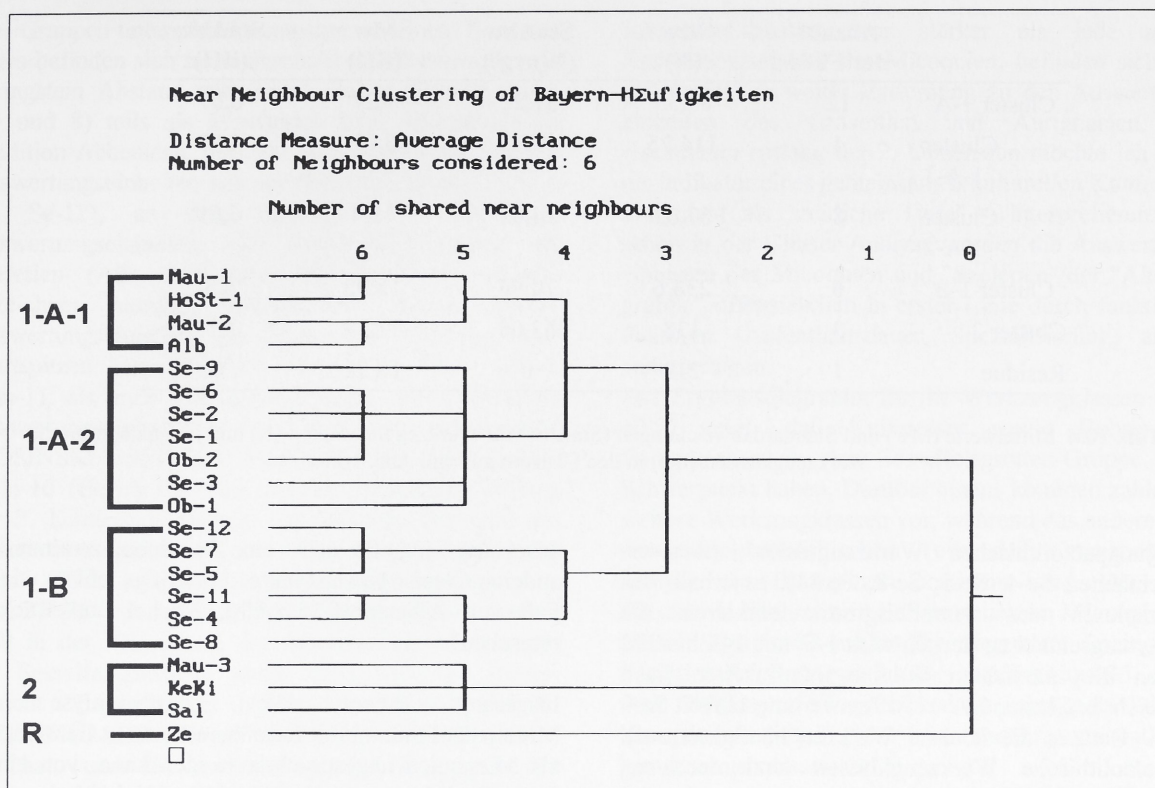 Near Neighbour Clustering of Bayern-HΣufigkeiten
Distance Measure: Average Distance
Number of Neighbours considered: 6
Number of shared near neighbours
6 5 4 3 2 1 0
Mau-1
HoSt-1
1-A-1
Mau-2
Alb
Se-9
Se-6
Se-2
1-A-2
Se-1
Ob-2
Se-3
Ob-1
Se-12
Se-7
Se-5
1-B
Se-11
Se-4
Se-8
Mau-3
2
KeKi
Sal
R
Ze